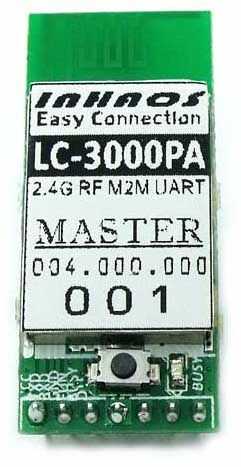 InHaos
Easy Connection
LC-3000PA
2.4G RF M2M UART
MASTER
004.000.000
001
BUSY